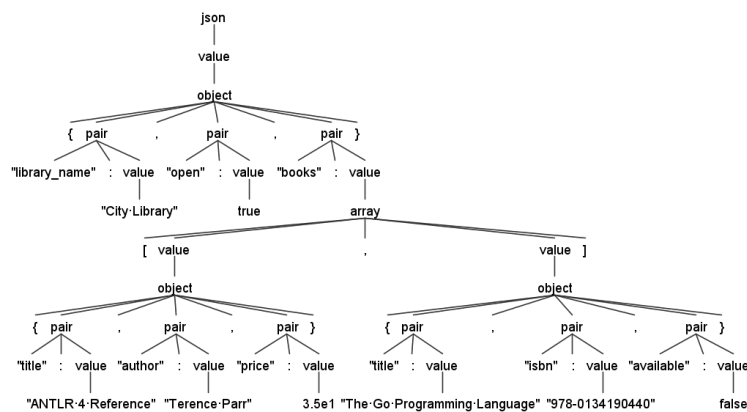 json
value
object
{ pair , pair , pair }
"library_name" : value "open" : value "books" : value
"City·Library" true array
[ value , value ]
object object
{ pair , pair , pair } { pair , pair , pair }
"title" : value "author" : value "price" : value "title" : value "isbn" : value "available" : value
"ANTLR·4·Reference" "Terence·Parr" 3.5e1 "The·Go·Programming·Language" "978-0134190440" false